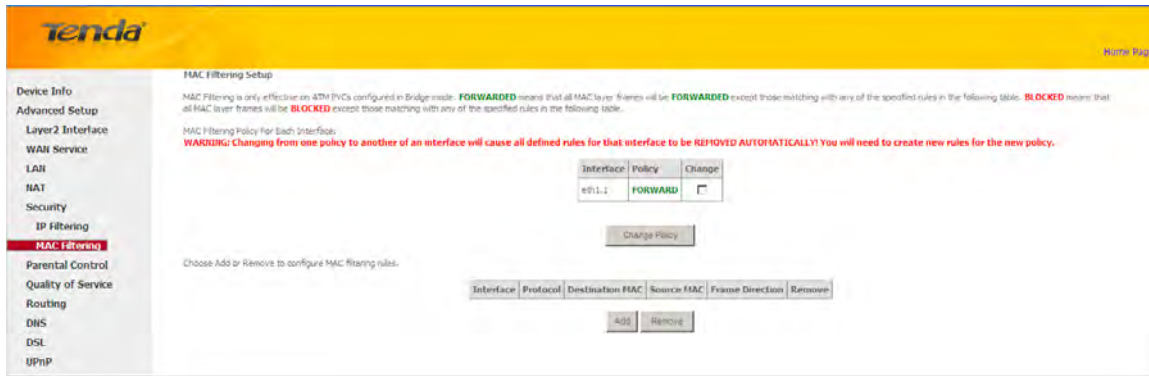 Tenda
Home Pag
Device Info
Advanced Setup
Layer2 Interface
WAN Service
LAN
NAT
Security
IP Filtering
MAC Filtering
Parental Control
Quality of Service
Routing
DNS
DSL
UPnP
MAC Filtering Setup
MAC Filtering is only effective on ATM PVCs configured in Bridge mode. FORWARDED means that all MAC layer frames will be FORWARDED except those matching with any of the specified rules in the following table. BLOCKED means that
all MAC layer frames will be BLOCKED except those matching with any of the specified rules in the following table.
MAC Filtering Policy For Each Interface:
WARNING: Changing from one policy to another of an interface will cause all defined rules for that interface to be REMOVED AUTOMATICALLY! You will need to create new rules for the new policy.
Interface Policy Change
eth1.1 FORWARD
Change Policy
Choose Add or Remove to configure MAC filtering rules.
Interface Protocol Destination MAC Source MAC Frame Direction Remove
Add Remove